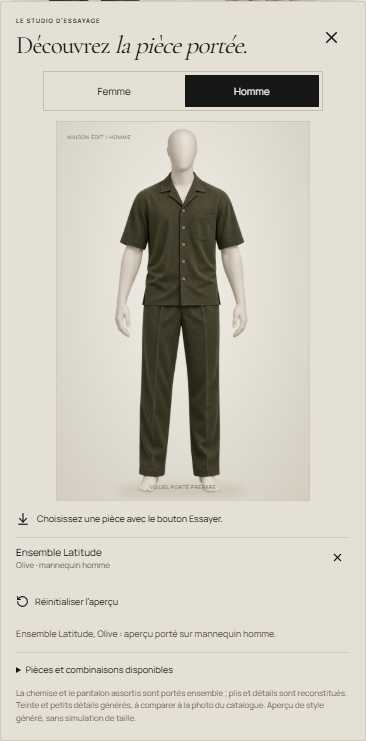 LE STUDIO D'ESSAYAGE
Découvrez la pièce portée.
Femme
Homme
MAISON ÉDIT / HOMME
VISUEL PORTÉ PRÉPARÉ
Choisissez une pièce avec le bouton Essayer.
Ensemble Latitude
Olive · mannequin homme
Réinitialiser l'aperçu
Ensemble Latitude, Olive : aperçu porté sur mannequin homme.
Pièces et combinaisons disponibles
La chemise et le pantalon assortis sont portés ensemble ; plis et détails sont reconstitués.
Teinte et petits détails générés, à comparer à la photo du catalogue. Aperçu de style
généré, sans simulation de taille.